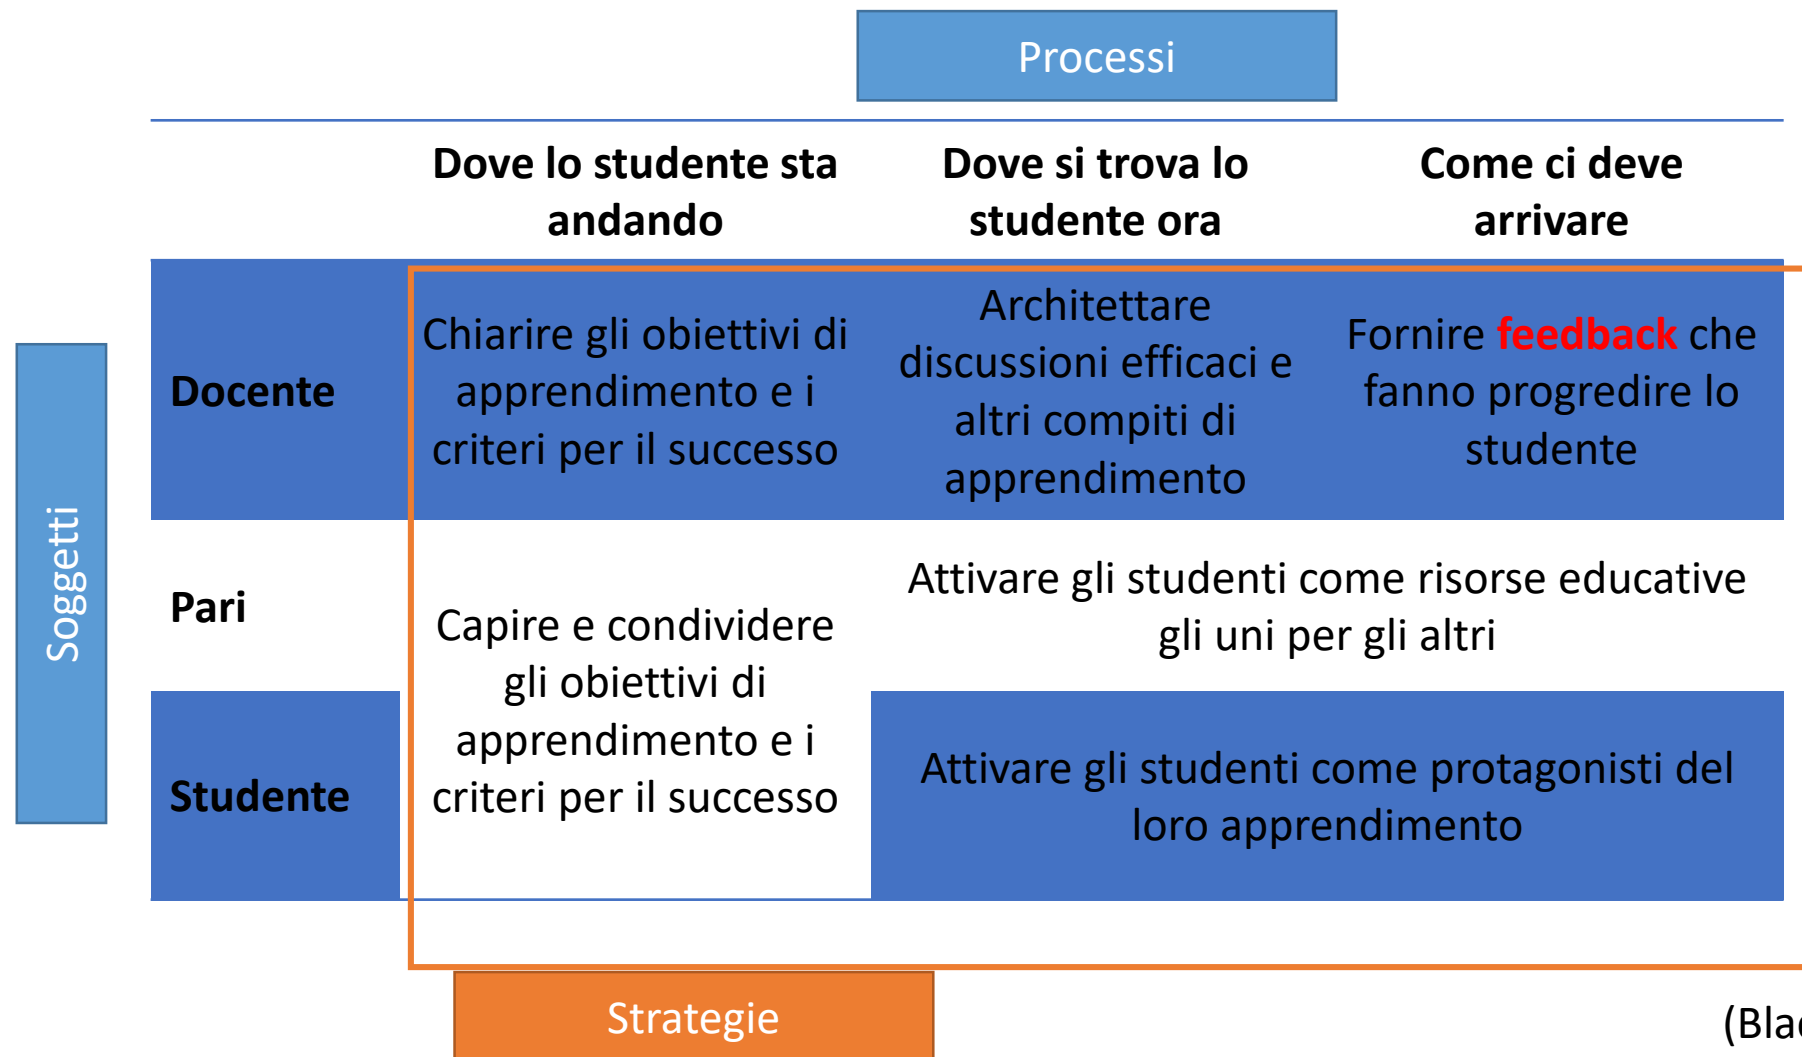 Processi
Dove lo studente sta
andando
Dove si trova lo
studente ora
Come ci deve
arrivare
Soggetti
Docente
Chiarire gli obiettivi di
apprendimento e i
criteri per il successo
Architettare
discussioni efficaci e
altri compiti di
apprendimento
Fornire feedback che
fanno progredire lo
studente
Pari
Capire e condividere
gli obiettivi di
apprendimento e i
criteri per il successo
Attivare gli studenti come risorse educative
gli uni per gli altri
Studente
Attivare gli studenti come protagonisti del
loro apprendimento
Strategie